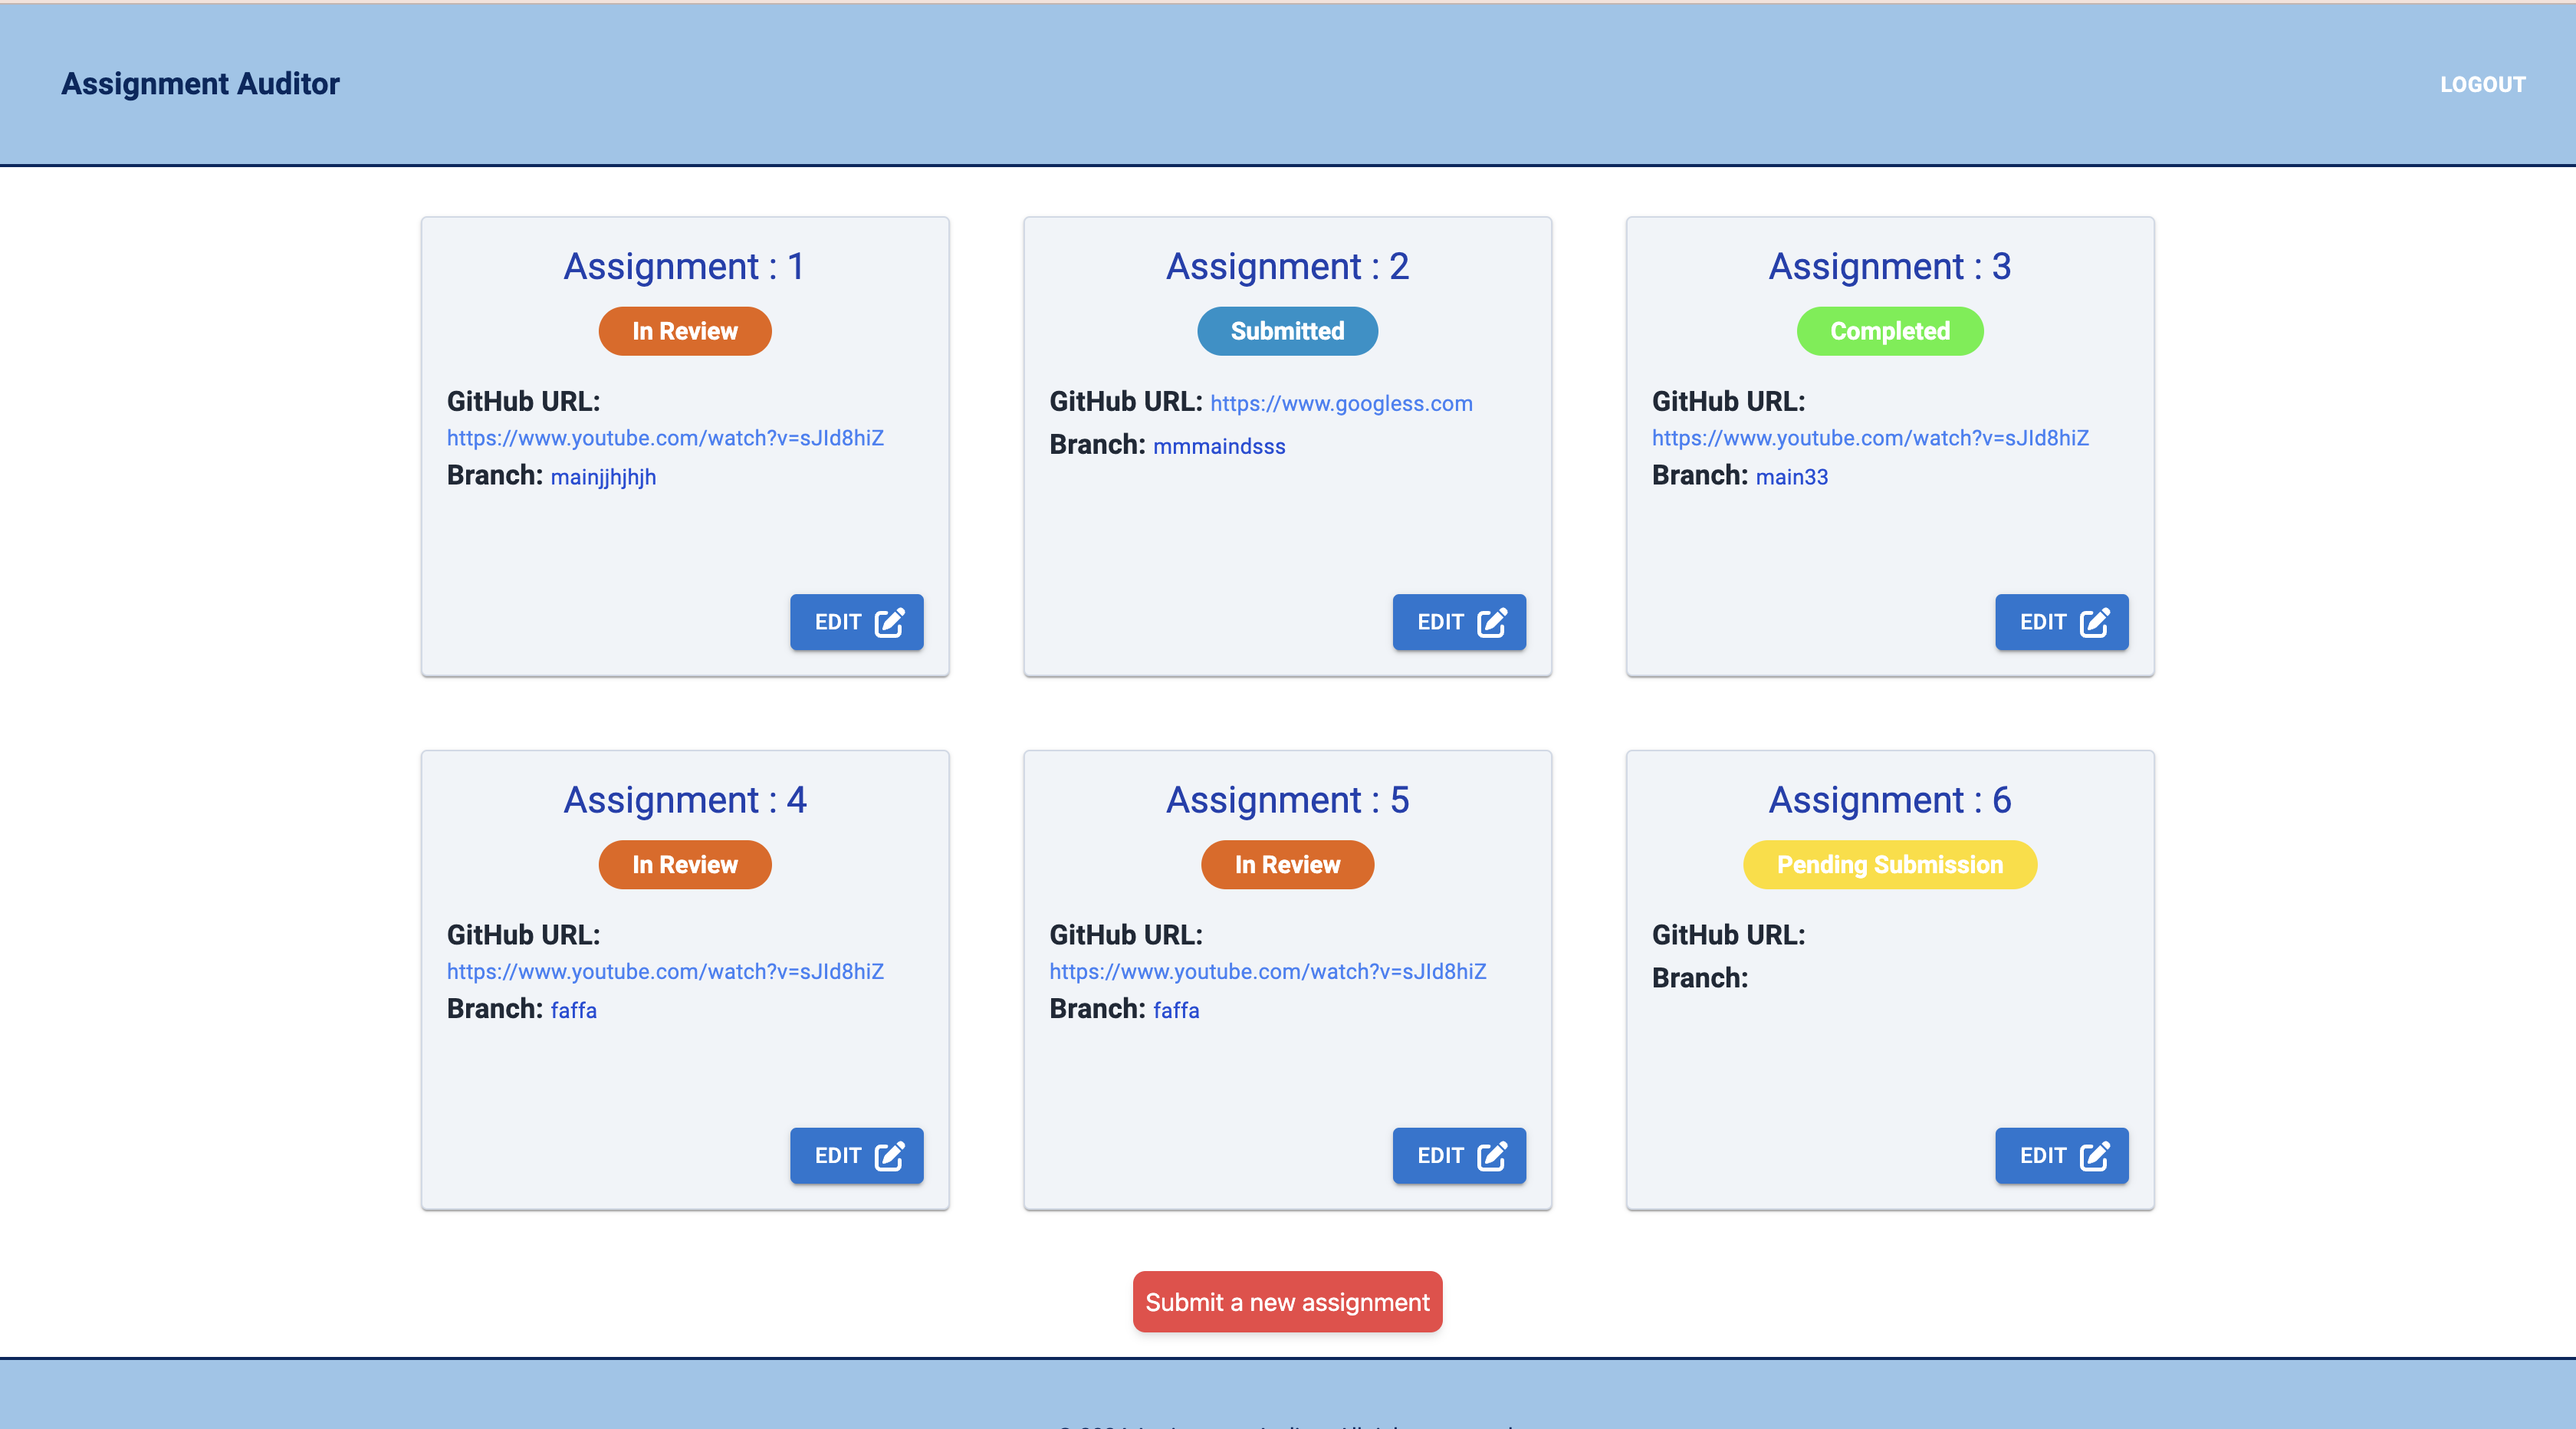 Assignment Auditor
LOGOUT
Assignment : 1
In Review
GitHub URL:
https://www.youtube.com/watch?v=sJId8hiZ
Branch: mainjjhjhjh
EDIT
Assignment : 2
Submitted
GitHub URL: https://www.googless.com
Branch: mmmaindsss
EDIT
Assignment : 3
Completed
GitHub URL:
https://www.youtube.com/watch?v=sJId8hiZ
Branch: main33
EDIT
Assignment : 4
In Review
GitHub URL:
https://www.youtube.com/watch?v=sJId8hiZ
Branch: faffa
EDIT
Assignment : 5
In Review
GitHub URL:
https://www.youtube.com/watch?v=sJId8hiZ
Branch: faffa
EDIT
Assignment : 6
Pending Submission
GitHub URL:
Branch:
EDIT
Submit a new assignment